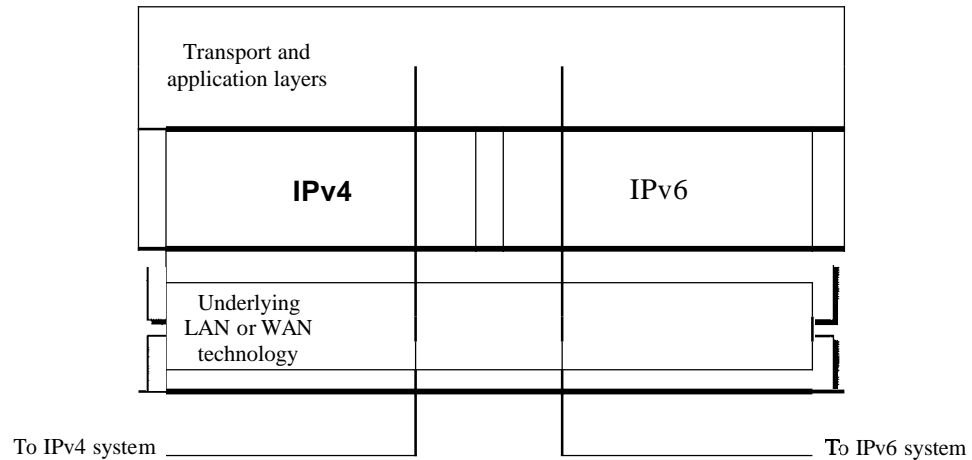 Transport and
application layers
IPv4
IPv6
Underlying
LAN or WAN
technology
To IPv4 system
To IPv6 system